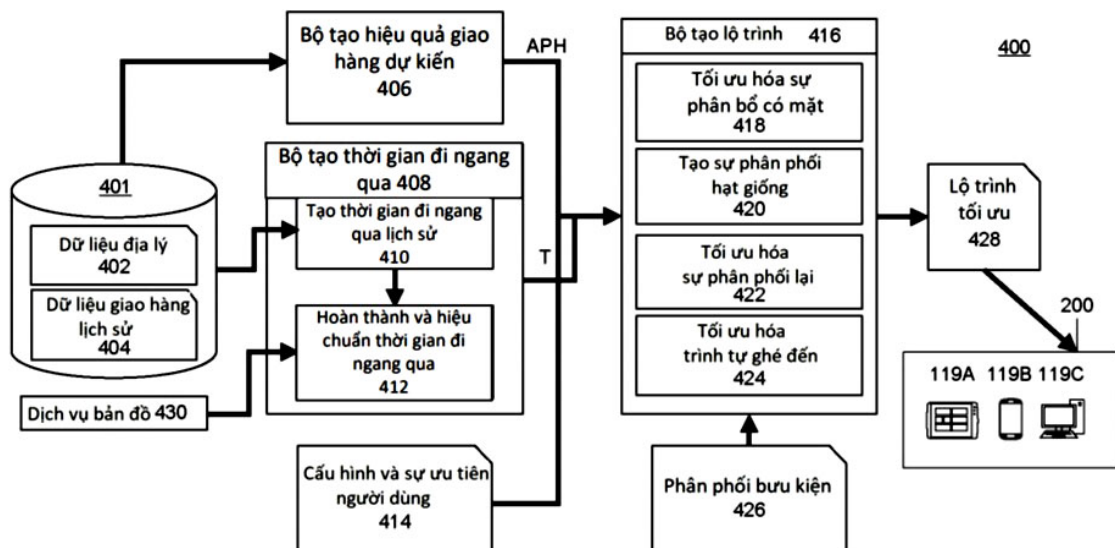 Bộ tạo hiệu quả giao
hàng dự kiến
406
APH
Bộ tạo lộ trình 416
400
Tối ưu hóa sự
phân bổ có mặt
418
401
Bộ tạo thời gian đi ngang
qua 408
Tạo thời gian đi ngang
qua lịch sử
410
Tạo sự phân phối
hạt giống
420
Lộ trình
tối ưu
428
Dữ liệu địa lý
402
T
Tối ưu hóa
sự phân phối lại
422
Dữ liệu giao hàng
lịch sử
404
Hoàn thành và hiệu
chuẩn thời gian đi
ngang qua
412
Tối ưu hóa
trình tự ghé đến
424
200
119A 119B 119C
Dịch vụ bản đồ 430
Cấu hình và sự ưu tiên
người dùng
414
Phân phối bưu kiện
426